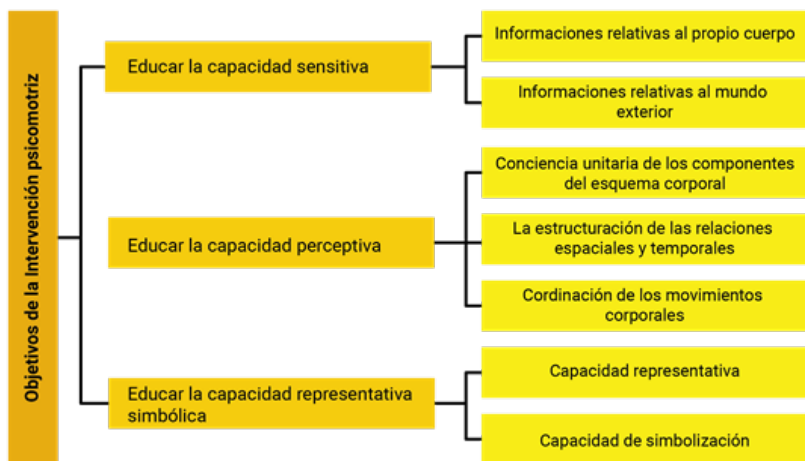 Objetivos de la Intervención psicomotriz
Educar la capacidad sensitiva
Informaciones relativas al propio cuerpo
Informaciones relativas al mundo
exterior
Educar la capacidad perceptiva
Conciencia unitaria de los componentes
del esquema corporal
La estructuración de las relaciones
espaciales y temporales
Cordinación de los movimientos
corporales
Educar la capacidad representativa
simbólica
Capacidad representativa
Capacidad de simbolización